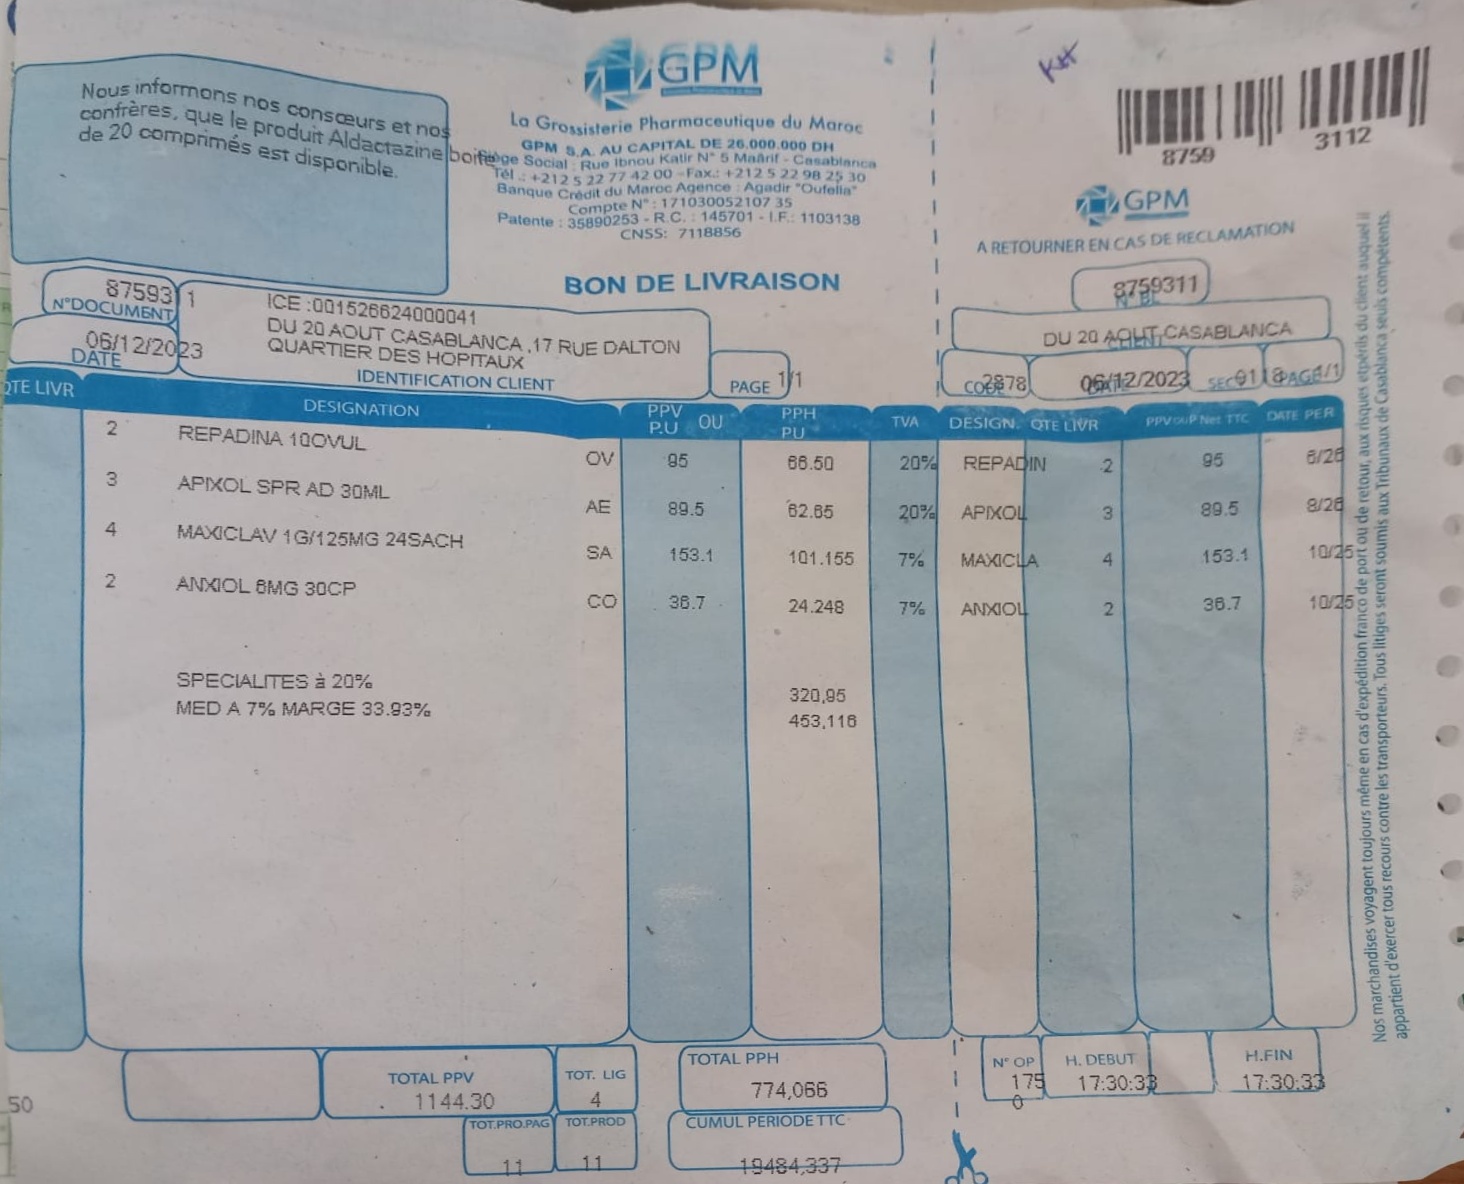 Nous informons nos consœurs et nos
confrères, que le produit Aldactazine boite
de 20 comprimés est disponible.
GPM
La Grossisterie Pharmaceutique du Maroc
GPM S.A. AU CAPITAL DE 26.000.000 DH
Siège Social : Rue Ibnou Katir N° 5 Maârif - Casablanca
Tél .: +212 5 22 77 42 00 - Fax.: +212 5 22 98 25 30
Banque Crédit du Maroc Agence : Agadir "Oufella"
Compte N° : 171030052107 35
Patente : 35890253 - R.C. : 145701 - I.F.: 1103138
CNSS: 7118856
BON DE LIVRAISON
8759 3112
GPM
A RETOURNER EN CAS DE RECLAMATION
87593 1
N°DOCUMENT
06/12/2023
DATE
ICE :001526624000041
DU 20 AOUT CASABLANCA ,17 RUE DALTON
QUARTIER DES HOPITAUX
IDENTIFICATION CLIENT
PAGE 1/1
8759311
N° BL
DU 20 AOUT CASABLANCA
CLIENT
CODE 2878 06/12/2023 SEC 01 18 PAGE 1/1
QTE LIVR DESIGNATION PPV P.U OU PPH PU TVA DESIGN. QTE LIVR PPV ou P Net TTC DATE PER
2 REPADINA 10OVUL OV 95 66.50 20% REPADIN 2 95 6/26
3 APIXOL SPR AD 30ML AE 89.5 62.65 20% APIXOL 3 89.5 8/26
4 MAXICLAV 1G/125MG 24SACH SA 153.1 101.155 7% MAXICLA 4 153.1 10/25
2 ANXIOL 6MG 30CP CO 36.7 24.248 7% ANXIOL 2 36.7 10/25
SPECIALITES à 20% 320,95
MED A 7% MARGE 33.93% 453,116
TOTAL PPV
1144.30
TOT. LIG
4
TOTAL PPH
774,066
N° OP
1750
H. DEBUT
17:30:33
H.FIN
17:30:33
TOT.PRO.PAG
11
TOT.PROD
11
CUMUL PERIODE TTC
19484,337
50
Nos marchandises voyagent toujours même en cas d'expédition franco de port ou de retour, aux risques et périls du client auquel il
appartient d'exercer tous recours contre les transporteurs. Tous litiges seront soumis aux Tribunaux de Casablanca seuls compétents.